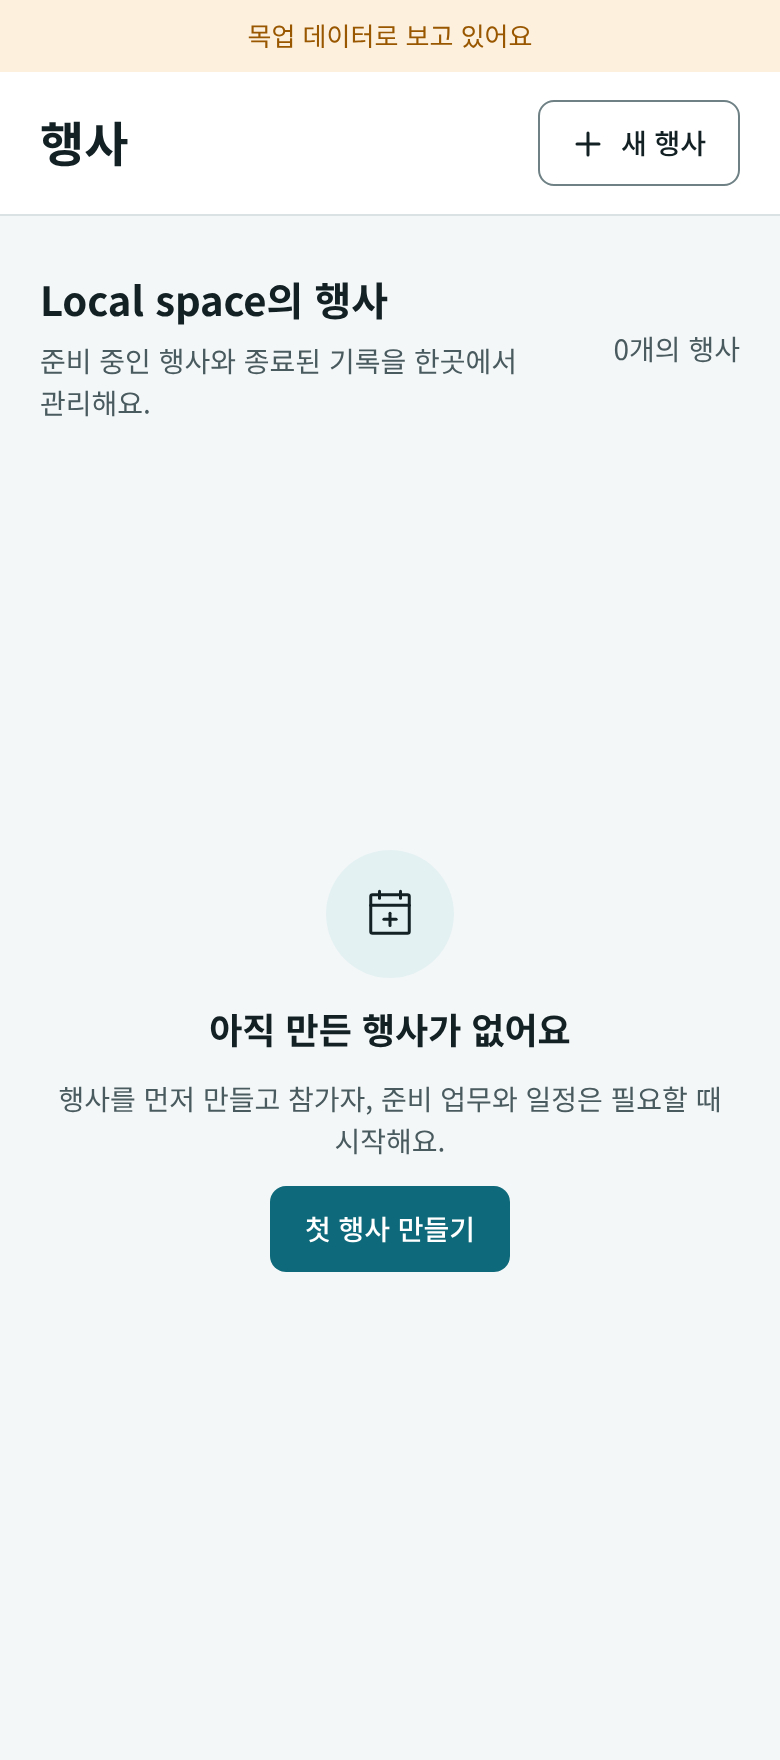 목업 데이터로 보고 있어요
행사
새 행사
Local space의 행사
준비 중인 행사와 종료된 기록을 한곳에서
관리해요.
0개의 행사
아직 만든 행사가 없어요
행사를 먼저 만들고 참가자, 준비 업무와 일정은 필요할 때
시작해요.
첫 행사 만들기